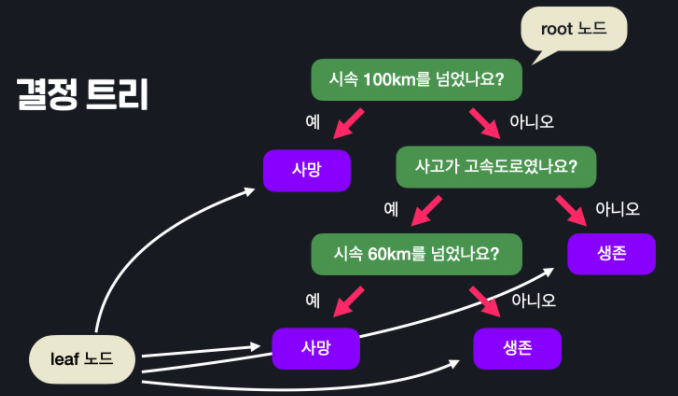 root 노드
결정 트리
시속 100km를 넘었나요?
예
아니오
사망
사고가 고속도로였나요?
예
아니오
시속 60km를 넘었나요?
생존
예
아니오
leaf 노드
사망
생존